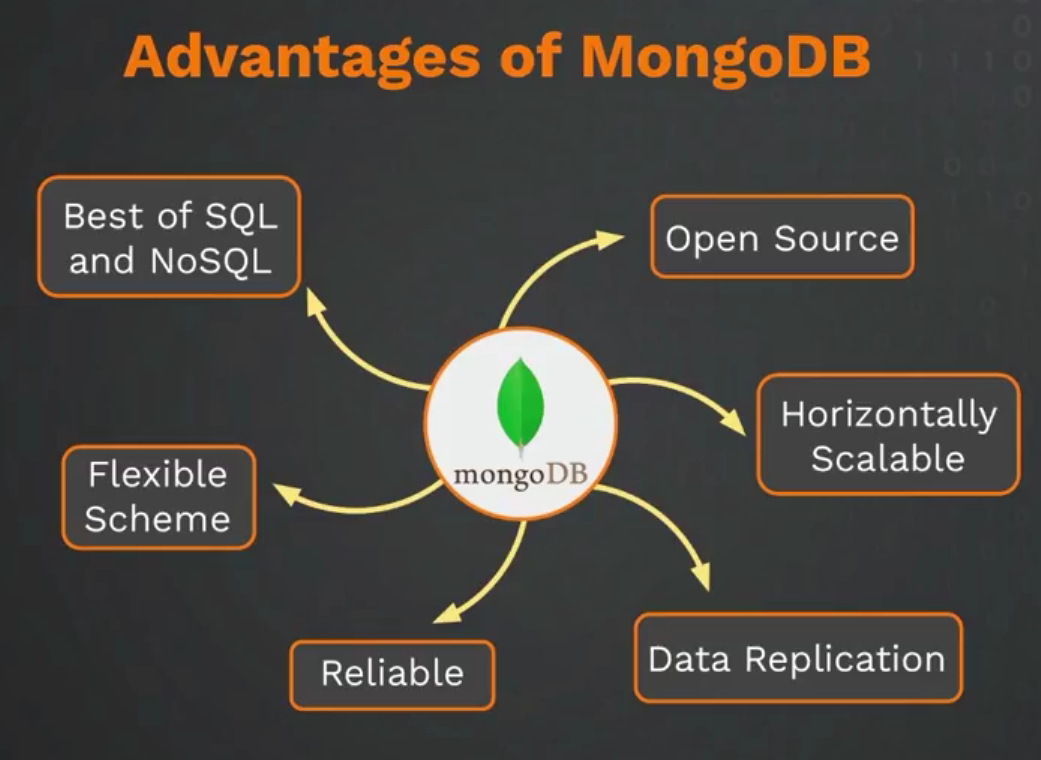 Advantages of MongoDB
Best of SQL
and NoSQL
Open Source
Horizontally
Scalable
mongoDB
Flexible
Scheme
Reliable
Data Replication